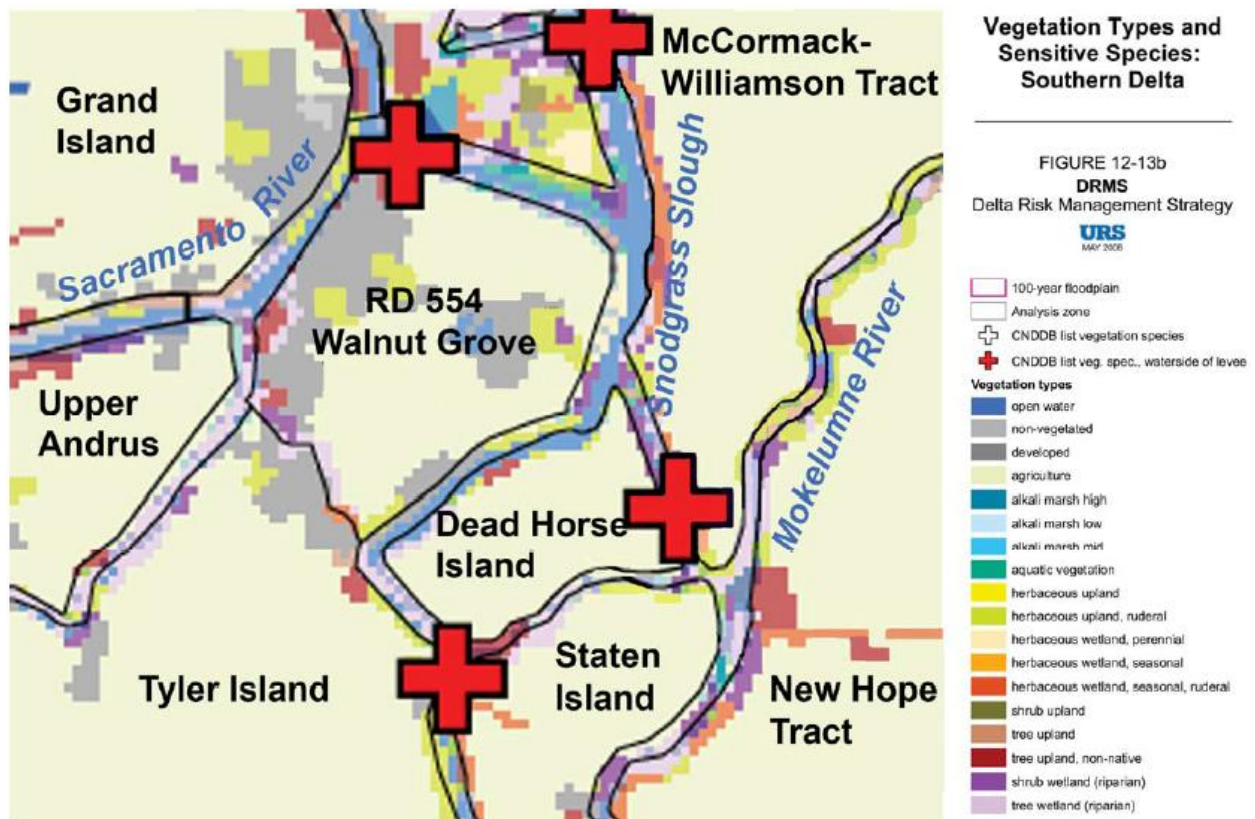 McCormack-
Williamson Tract
Grand
Island
Sacramento River
Snodgrass Slough
RD 554
Walnut Grove
Mokelumne River
Upper
Andrus
Dead Horse
Island
Staten
Island
Tyler Island
New Hope
Tract
Vegetation Types and
Sensitive Species:
Southern Delta
FIGURE 12-13b
DRMS
Delta Risk Management Strategy
URS
MAY 2008
100-year floodplain
Analysis zone
CNDDB list vegetation species
CNDDB list veg. spec., waterside of levee
Vegetation types
open water
non-vegetated
developed
agriculture
alkali marsh high
alkali marsh low
alkali marsh mid
aquatic vegetation
herbaceous upland
herbaceous upland, ruderal
herbaceous wetland, perennial
herbaceous wetland, seasonal
herbaceous wetland, seasonal, ruderal
shrub upland
tree upland
tree upland, non-native
shrub wetland (riparian)
tree wetland (riparian)